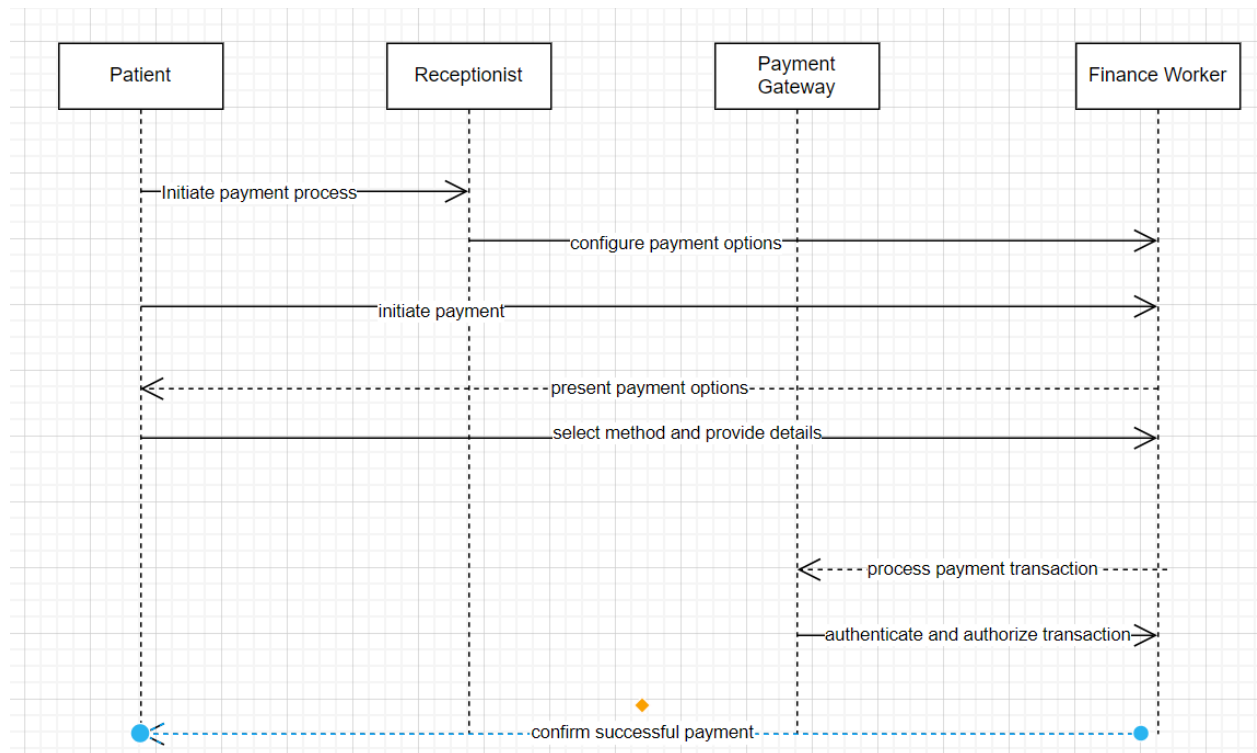 Patient
Receptionist
Payment
Gateway
Finance Worker
Initiate payment process
configure payment options
initiate payment
present payment options
select method and provide details
process payment transaction
authenticate and authorize transaction
confirm successful payment